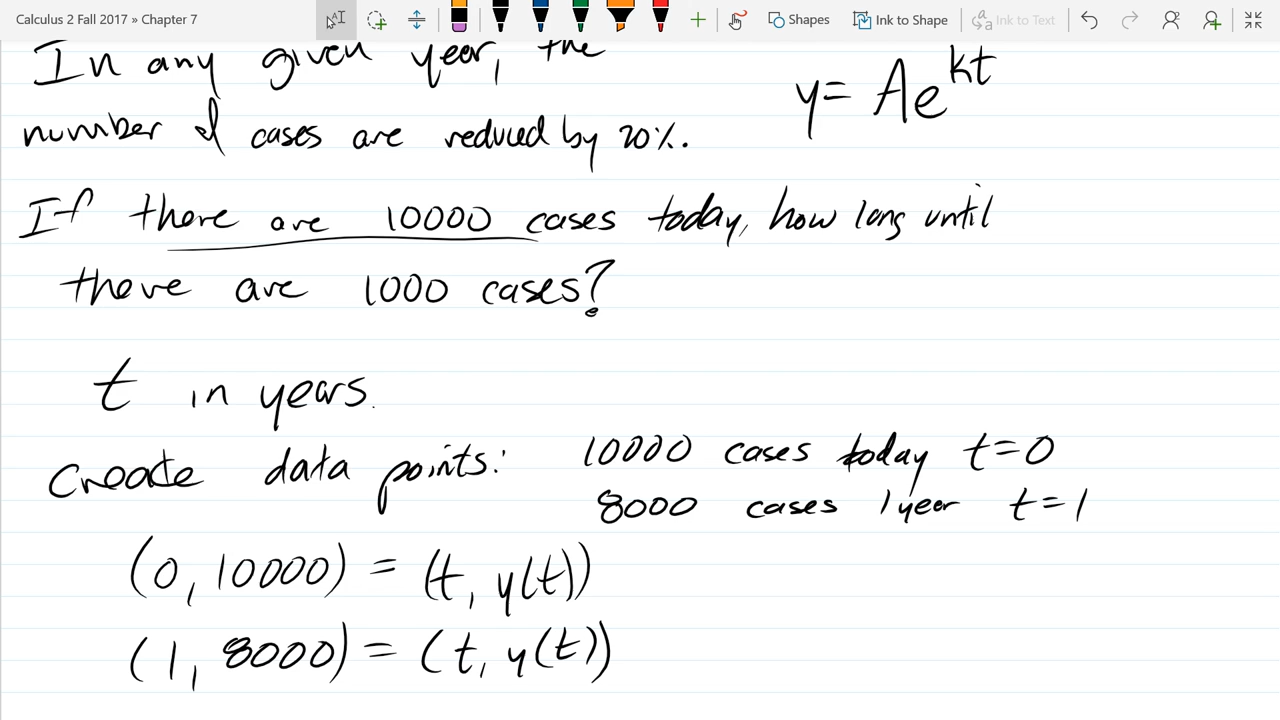 Calculus 2 Fall 2017 » Chapter 7
Shapes
Ink to Shape
Ink to Text
In any given year, the
number of cases are reduced by 20%.
y = Ae^{kt}
If there are 10000 cases today, how long until
there are 1000 cases?
t in years.
Create data points: 10000 cases today t=0
8000 cases 1 year t=1
(0, 10000) = (t, y(t))
(1, 8000) = (t, y(t))